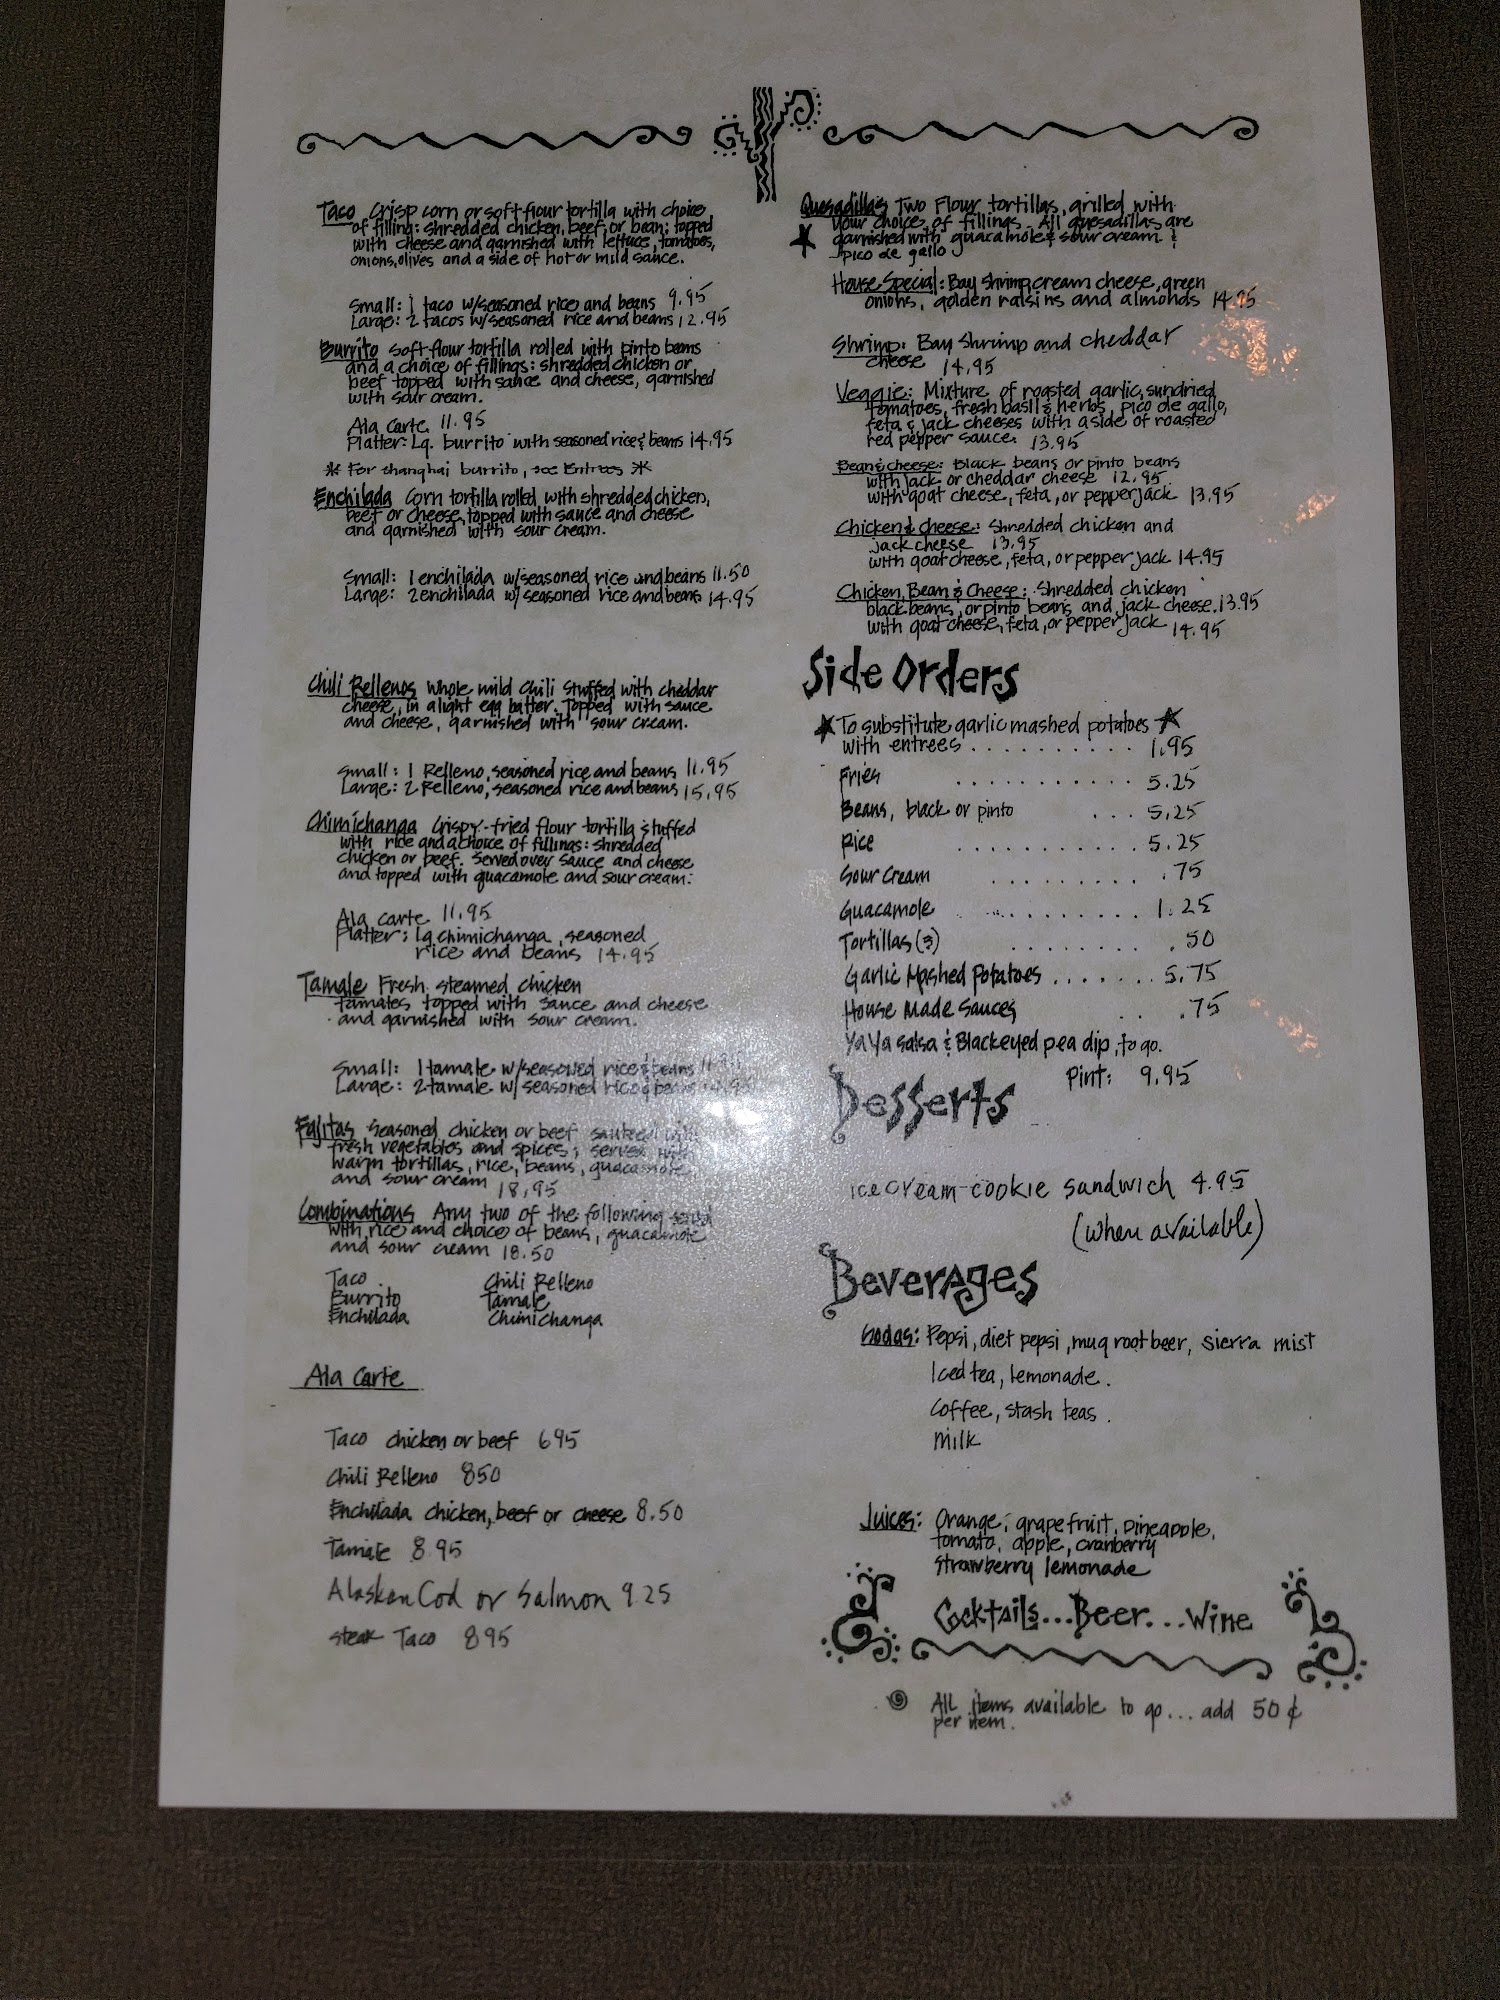 Taco Crisp corn or soft flour tortilla with choice
of filling: shredded chicken, beef, or bean; topped
with cheese and garnished with lettuce, tomatoes,
onions, olives and a side of hot or mild sauce.
Small: 1 taco w/seasoned rice and beans 9.95
Large: 2 tacos w/seasoned rice and beans 12.95
Burrito Soft flour tortilla rolled with pinto beans
and a choice of fillings: shredded chicken or
beef topped with sauce and cheese, garnished
with sour cream.
Ala Carte 11.95
Platter: Lg. burrito with seasoned rice & beans 14.95
* For shanghai burrito, see Entrees *
Enchilada Corn tortilla rolled with shredded chicken,
beef or cheese, topped with sauce and cheese
and garnished with sour cream.
Small: 1 enchilada w/seasoned rice and beans 11.50
Large: 2 enchilada w/seasoned rice and beans 14.95
Chili Rellenos Whole mild chili stuffed with cheddar
cheese, in a light egg batter. Topped with sauce
and cheese, garnished with sour cream.
Small: 1 Relleno, seasoned rice and beans 11.95
Large: 2 Relleno, seasoned rice and beans 15.95
Chimichanga Crispy-fried flour tortilla stuffed
with rice and a choice of fillings: shredded
chicken or beef. Served over sauce and cheese
and topped with guacamole and sour cream.
Ala carte 11.95
Platter: Lg chimichanga, seasoned
rice and beans 14.95
Tamale Fresh steamed chicken
tamales topped with sauce and cheese
and garnished with sour cream.
Small: 1 tamale w/seasoned rice & beans
Large: 2 tamale w/seasoned rice & beans
Fajitas Seasoned chicken or beef sauteed with
fresh vegetables and spices; served with
warm tortillas, rice, beans, guacamole
and sour cream 18.95
Combinations Any two of the following served
with rice and choice of beans, guacamole
and sour cream 18.50
Taco Chili Relleno
Burrito Tamale
Enchilada Chimichanga
Ala Carte
Taco chicken or beef 695
Chili Relleno 850
Enchilada chicken, beef or cheese 8.50
Tamale 8.95
Alaskan Cod or Salmon 9.25
Steak Taco 895
Quesadillas Two flour tortillas, grilled with
your choice of fillings. All quesadillas are
garnished with guacamole & sour cream &
pico de gallo
House Special: Bay shrimp, cream cheese, green
onions, golden raisins and almonds 14.95
Shrimp: Bay Shrimp and cheddar
cheese 14.95
Veggie: Mixture of roasted garlic, sundried
tomatoes, fresh basil & herbs, pico de gallo,
feta & jack cheeses with a side of roasted
red pepper sauce. 13.95
Bean & cheese: Black beans or pinto beans
with jack or cheddar cheese 12.95
with goat cheese, feta, or pepper jack 13.95
Chicken & cheese: Shredded chicken and
jack cheese 13.95
with goat cheese, feta, or pepper jack 14.95
Chicken, Bean & Cheese: Shredded chicken
black beans, or pinto beans and jack cheese. 13.95
with goat cheese, feta, or pepper jack 14.95
Side Orders
To substitute garlic mashed potatoes
with entrees .......... 1.95
Fries .......... 5.25
Beans, black or pinto ... 5.25
Rice ........... 5.25
Sour Cream ......... .75
Guacamole .......... 1.25
Tortillas (3) ........ .50
Garlic Mashed Potatoes ...... 5.75
House Made Sauces .. .75
YaYa salsa & Blackeyed pea dip, to go.
Pint: 9.95
Desserts
ice cream cookie sandwich 4.95
(when available)
Beverages
Sodas: Pepsi, diet pepsi, mug root beer, sierra mist
Iced tea, lemonade.
Coffee, stash teas.
Milk
Juices: Orange, grapefruit, pineapple,
tomato, apple, cranberry
strawberry lemonade
Cocktails...Beer...Wine
All items available to go... add 50¢
per item.